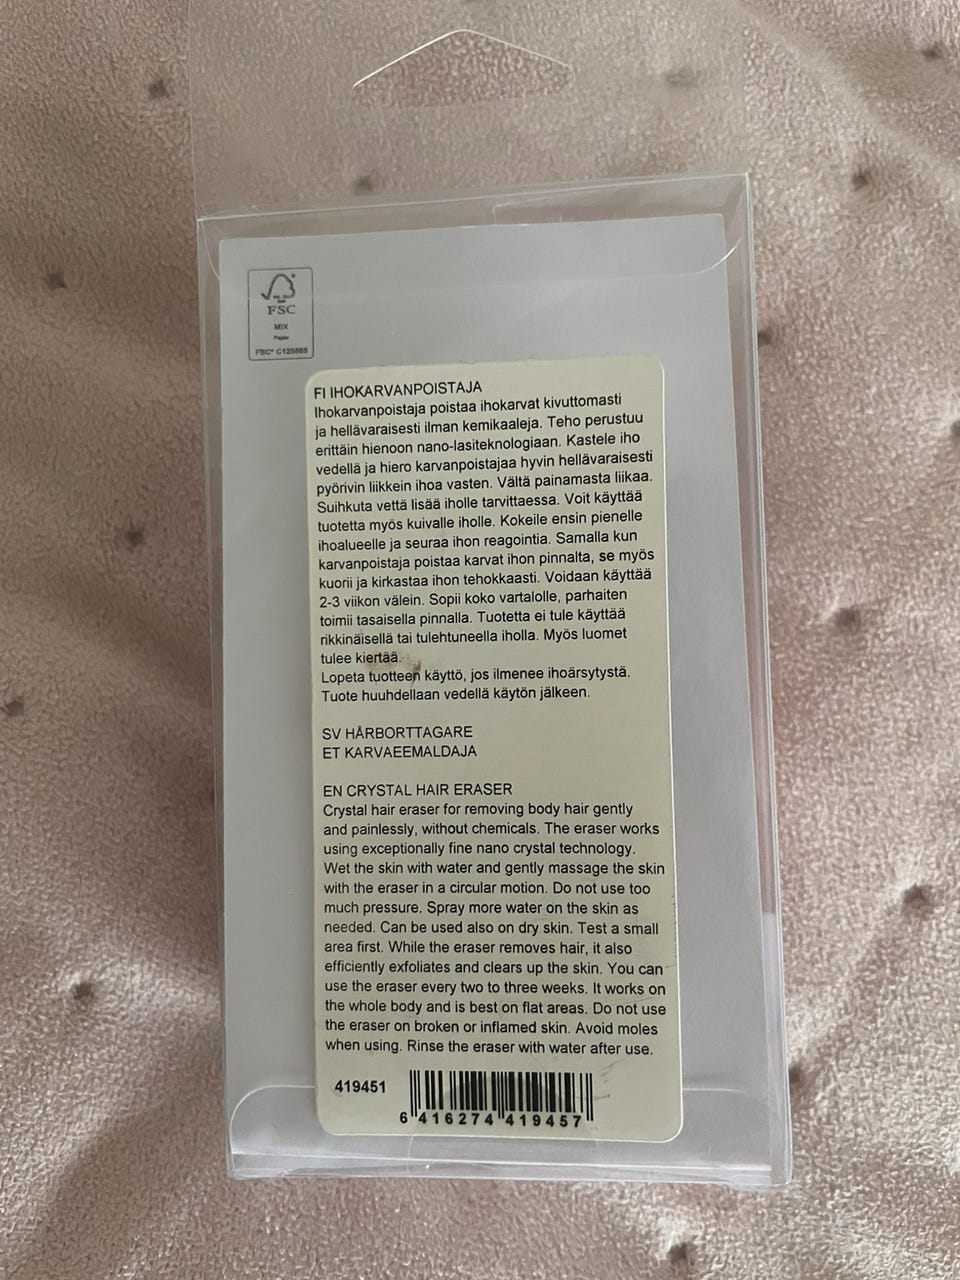 FSC
MIX
Paper
FSC® C125885
FI IHOKARVANPOISTAJA
Ihokarvanpoistaja poistaa ihokarvat kivuttomasti
ja hellävaraisesti ilman kemikaaleja. Teho perustuu
erittäin hienoon nano-lasiteknologiaan. Kastele iho
vedellä ja hiero karvanpoistajaa hyvin hellävaraisesti
pyörivin liikkein ihoa vasten. Vältä painamasta liikaa.
Suihkuta vettä lisää iholle tarvittaessa. Voit käyttää
tuotetta myös kuivalle iholle. Kokeile ensin pienelle
ihoalueelle ja seuraa ihon reagointia. Samalla kun
karvanpoistaja poistaa karvat ihon pinnalta, se myös
kuorii ja kirkastaa ihon tehokkaasti. Voidaan käyttää
2-3 viikon välein. Sopii koko vartalolle, parhaiten
toimii tasaisella pinnalla. Tuotetta ei tule käyttää
rikkinäisellä tai tulehtuneella iholla. Myös luomet
tulee kiertää.
Lopeta tuotteen käyttö, jos ilmenee ihoärsytystä.
Tuote huuhdellaan vedellä käytön jälkeen.
SV HÅRBORTTAGARE
ET KARVAEEMALDAJA
EN CRYSTAL HAIR ERASER
Crystal hair eraser for removing body hair gently
and painlessly, without chemicals. The eraser works
using exceptionally fine nano crystal technology.
Wet the skin with water and gently massage the skin
with the eraser in a circular motion. Do not use too
much pressure. Spray more water on the skin as
needed. Can be used also on dry skin. Test a small
area first. While the eraser removes hair, it also
efficiently exfoliates and clears up the skin. You can
use the eraser every two to three weeks. It works on
the whole body and is best on flat areas. Do not use
the eraser on broken or inflamed skin. Avoid moles
when using. Rinse the eraser with water after use.
419451
6 416274 419457